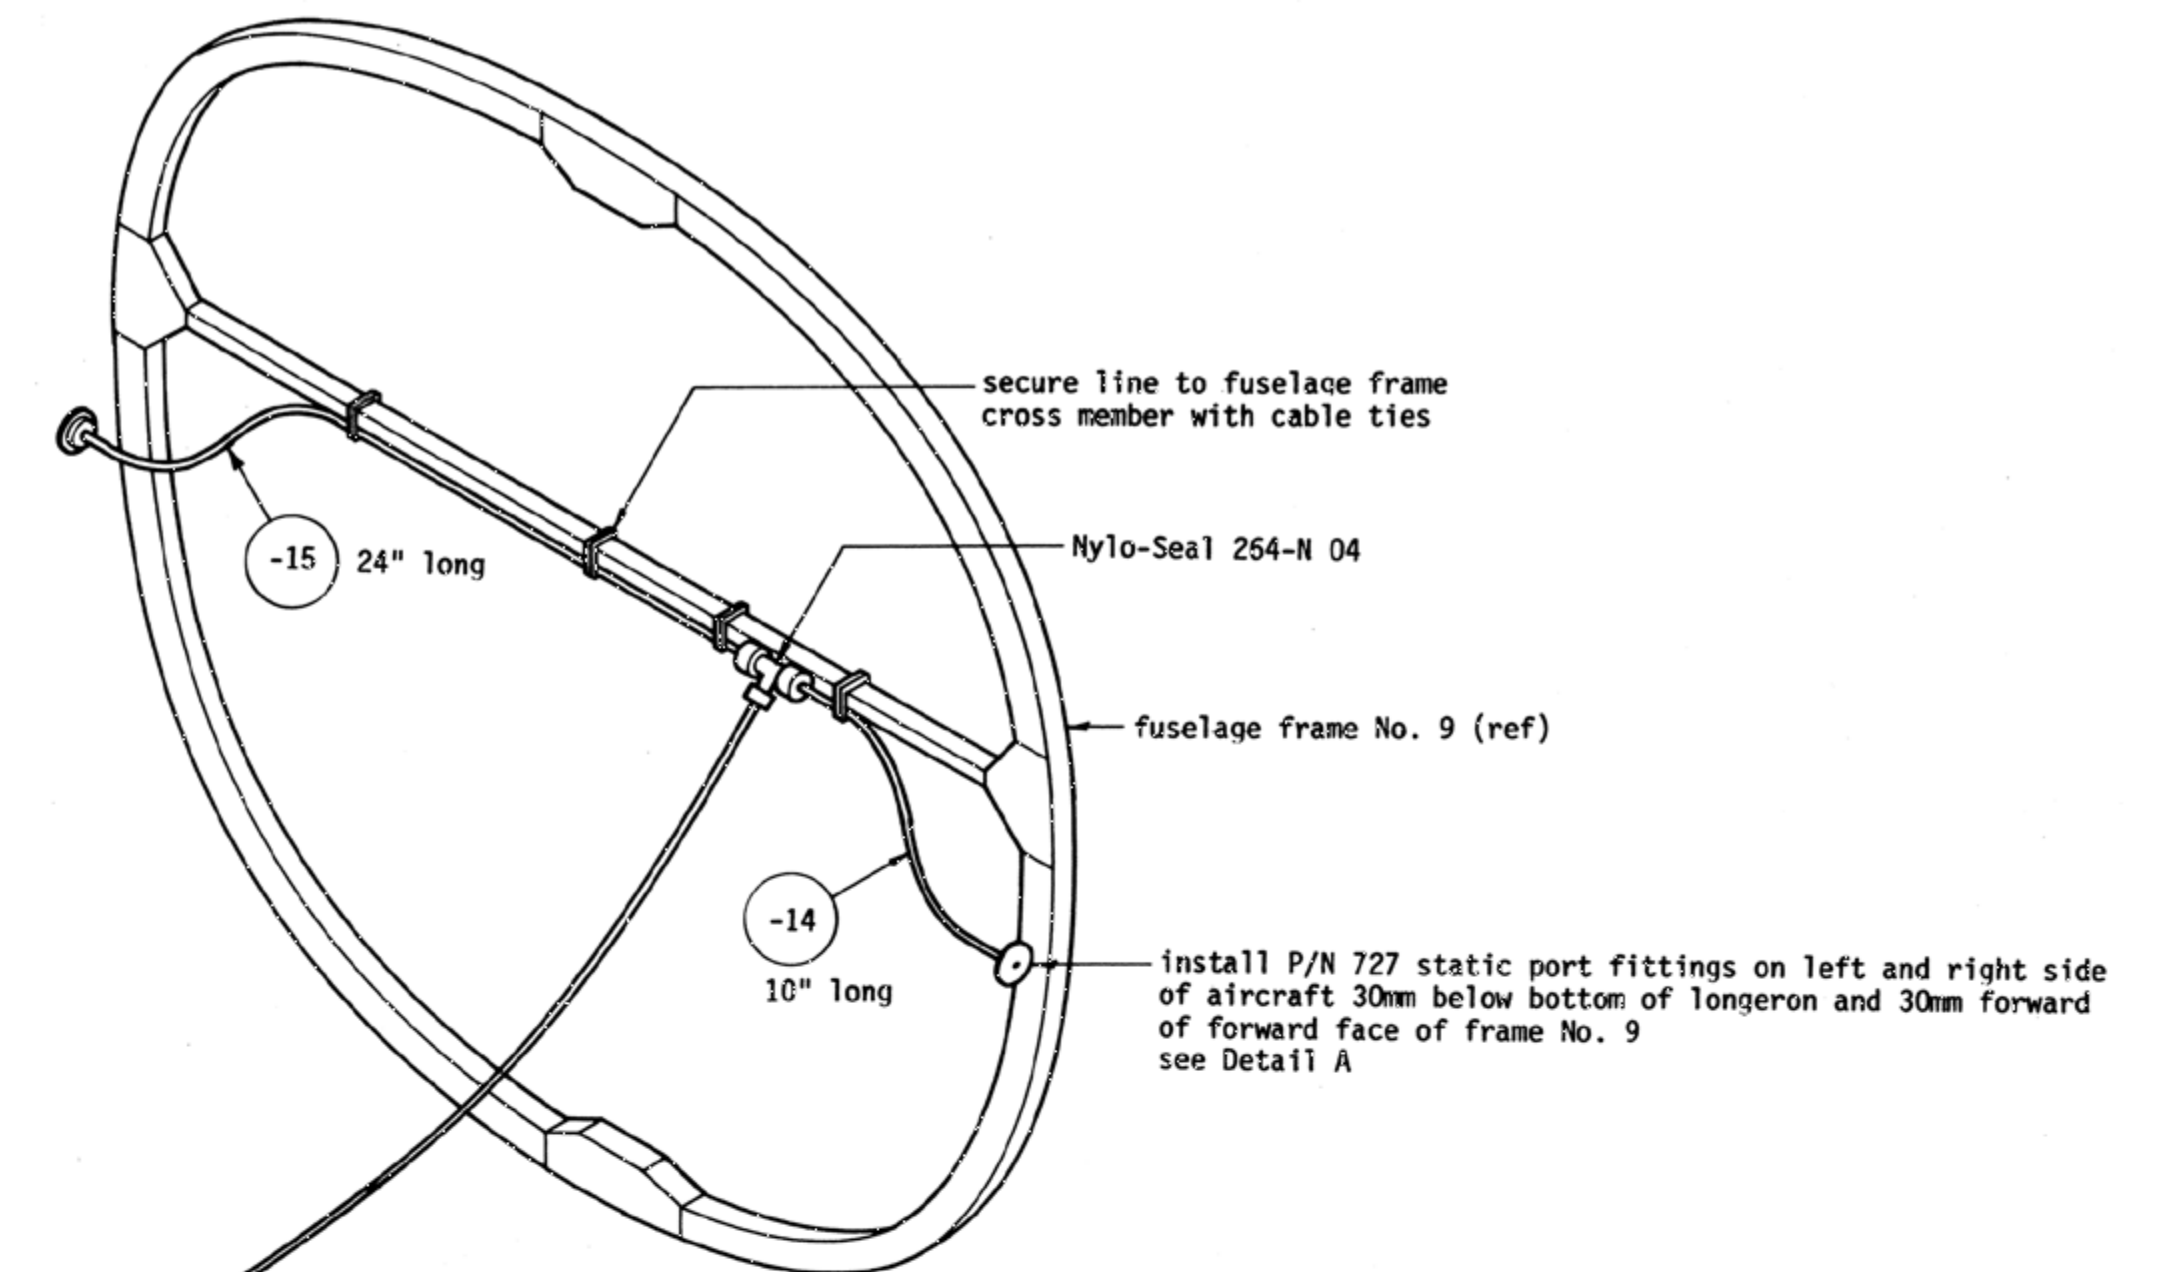 secure line to fuselage frame
cross member with cable ties
Nylo-Seal 264-N 04
fuselage frame No. 9 (ref)
-15 24" long
-14
10" long
install P/N 727 static port fittings on left and right side
of aircraft 30mm below bottom of longeron and 30mm forward
of forward face of frame No. 9
see Detail A